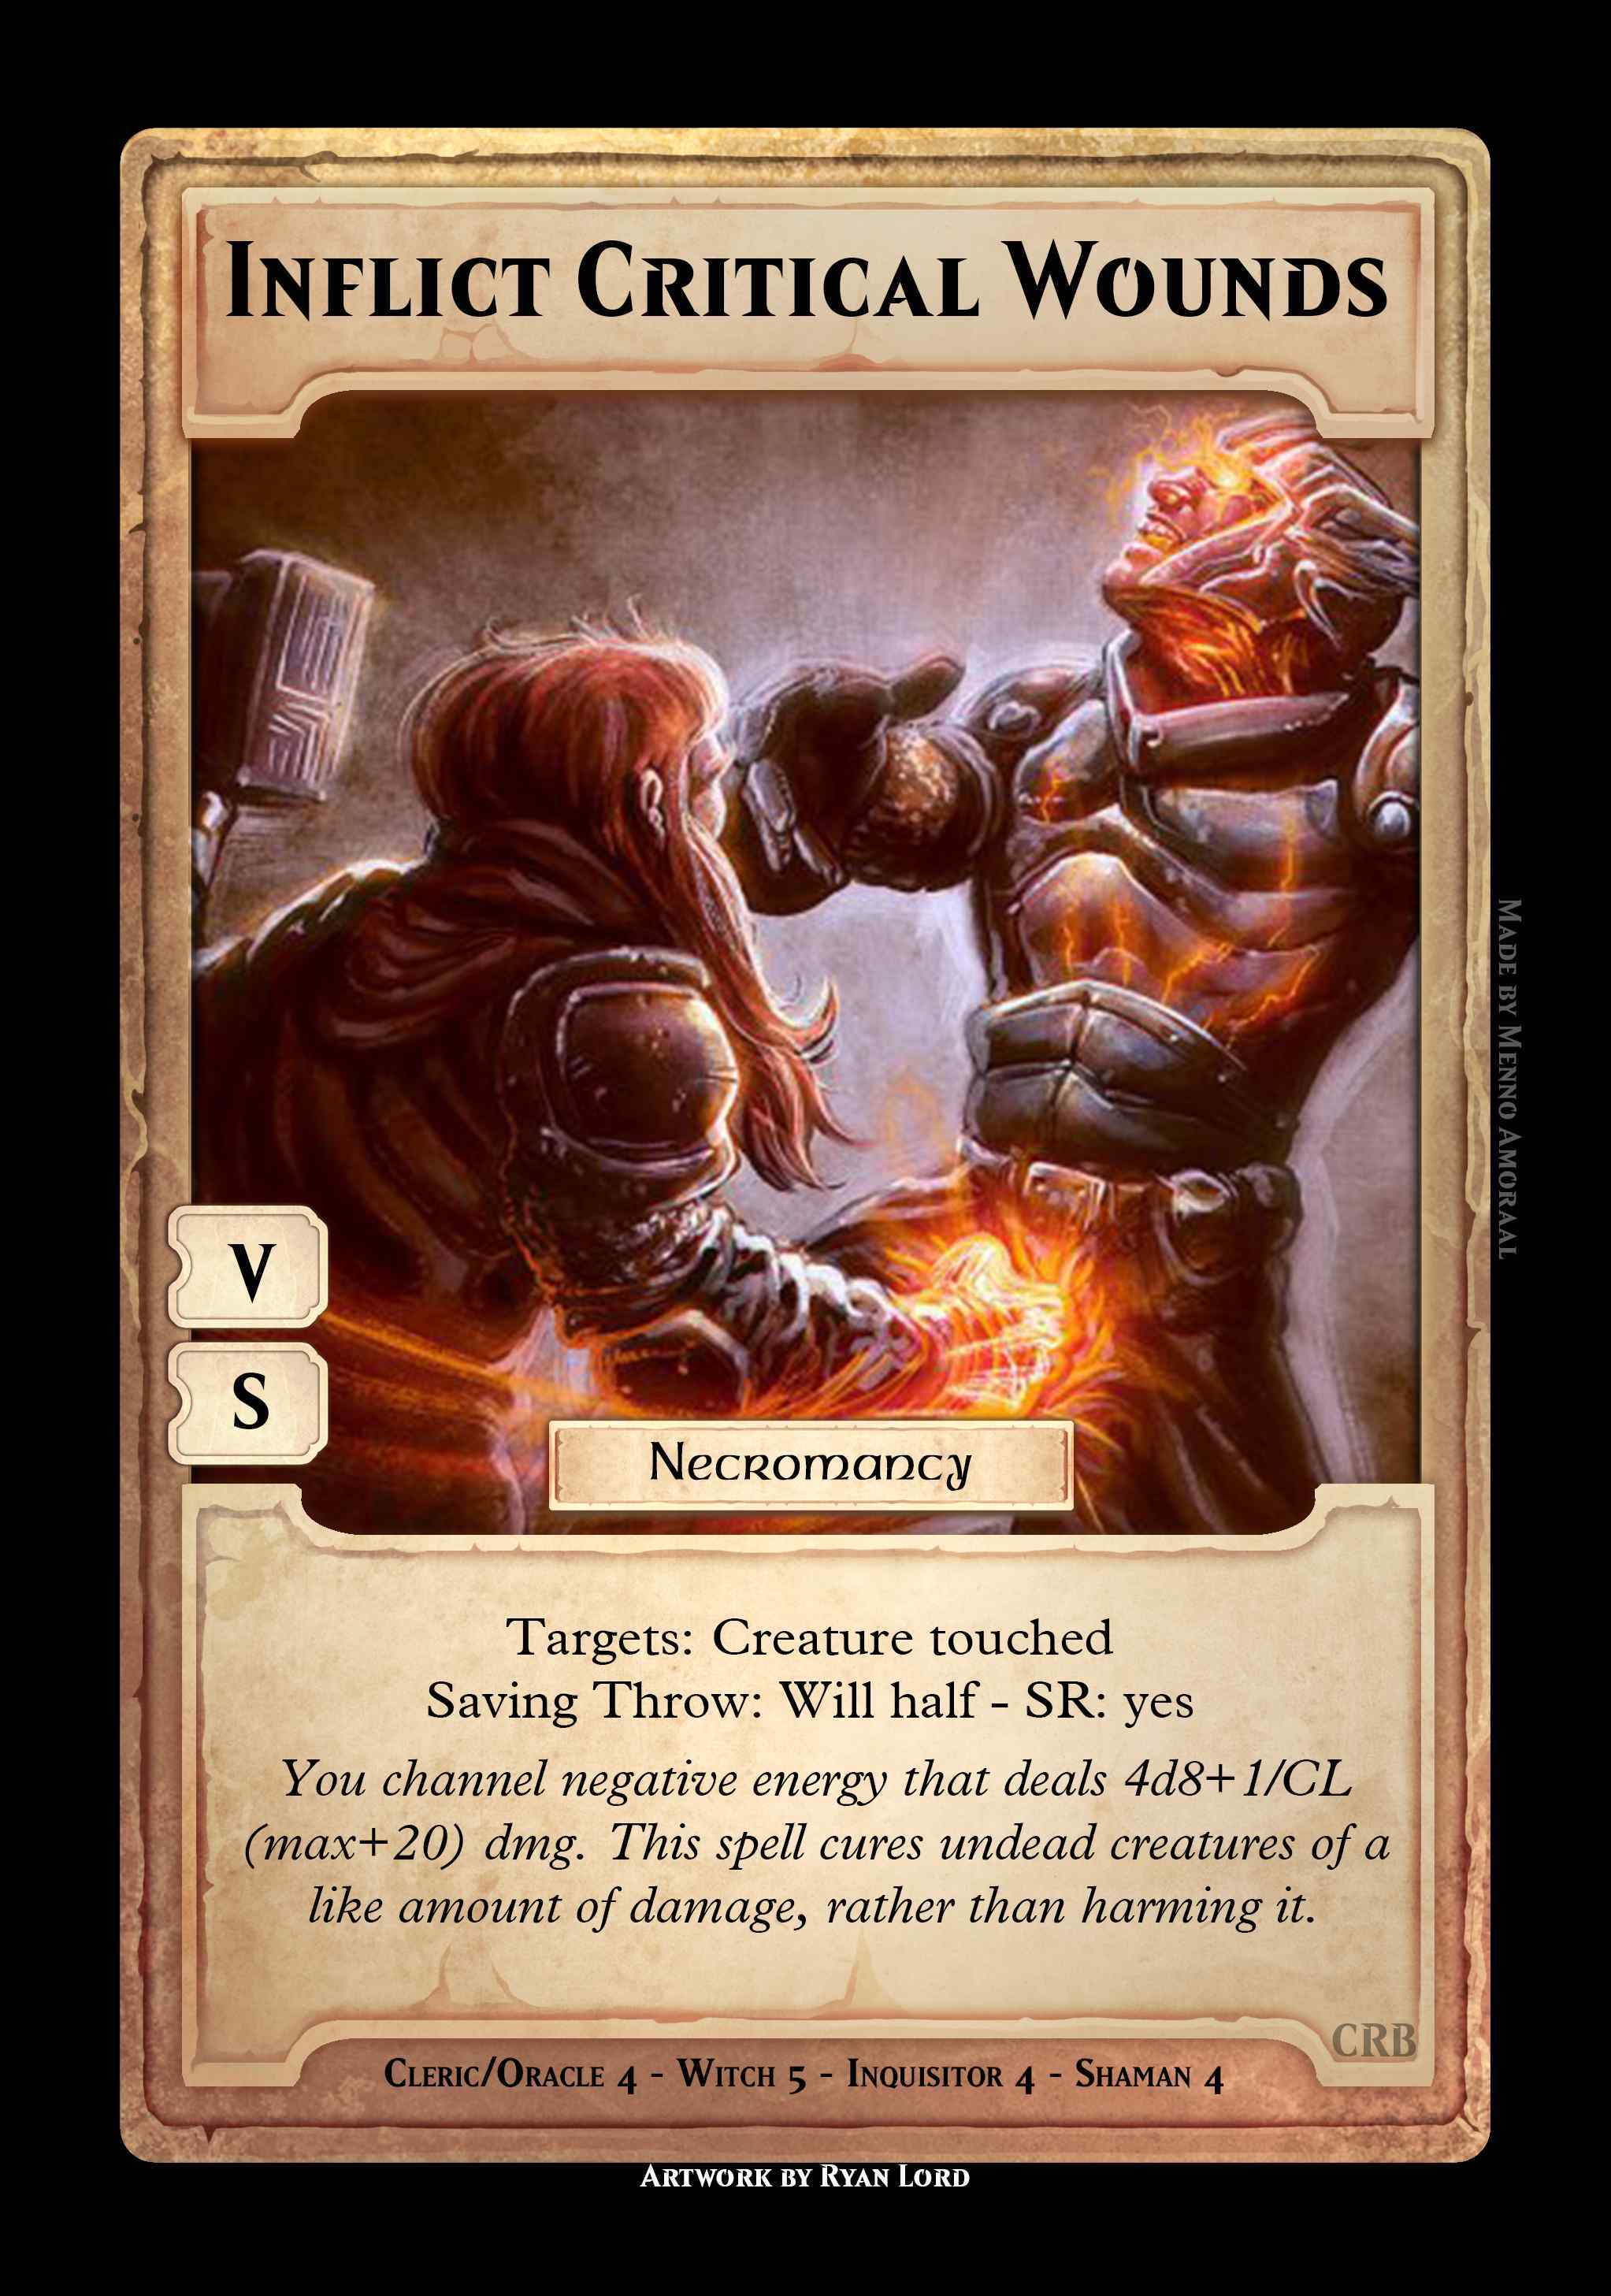 Inflict Critical Wounds
V
S
Necromancy
Targets: Creature touched
Saving Throw: Will half - SR: yes
You channel negative energy that deals 4d8+1/CL
(max+20) dmg. This spell cures undead creatures of a
like amount of damage, rather than harming it.
CRB
Cleric/Oracle 4 - Witch 5 - Inquisitor 4 - Shaman 4
Artwork by Ryan Lord
Made by Menno Amoraal